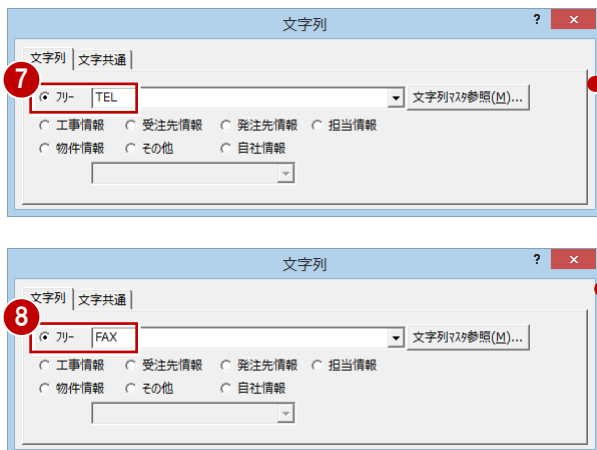 文字列 ? ×
文字列 文字共通
7
フリー TEL 文字列マスタ参照(M)...
工事情報 受注先情報 発注先情報 担当情報
物件情報 その他 自社情報
文字列 ? ×
文字列 文字共通
8
フリー FAX 文字列マスタ参照(M)...
工事情報 受注先情報 発注先情報 担当情報
物件情報 その他 自社情報